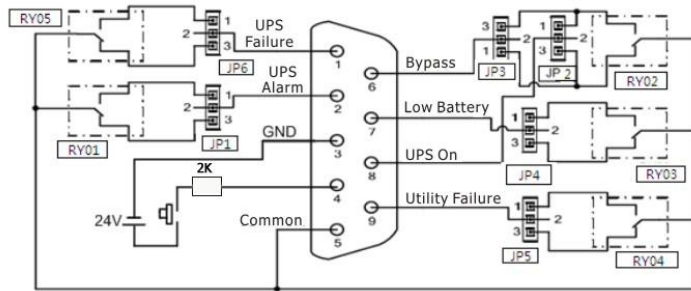 RY05
1
2
3
JP6
UPS
Failure
1
Bypass
6
3
2
1
JP3
1
2
3
JP 2
RY02
RY01
1
2
3
JP1
UPS
Alarm
2
Low Battery
7
1
2
3
JP4
RY03
GND
3
UPS On
8
24V
2K
4
Utility Failure
9
1
2
3
JP5
RY04
Common
5